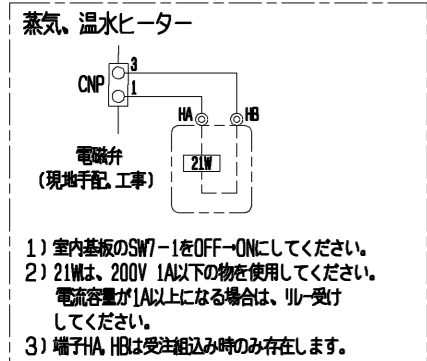 蒸気、温水ヒーター
3
CNP
1
HA
HB
21W
電磁弁
(現地手配、工事)
1)室内基板のSW7-1をOFF→ONにしてください。
2)21Wは、200V 1A以下の物を使用してください。
電流容量が1A以上になる場合は、リレー受け
してください。
3)端子HA,HBは受注組込み時のみ存在します。